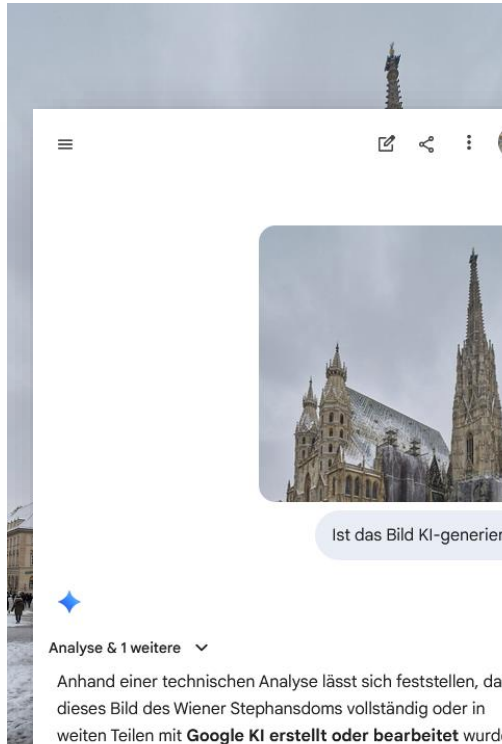 Ist das Bild KI-generier
Analyse & 1 weitere
Anhand einer technischen Analyse lässt sich feststellen, da
dieses Bild des Wiener Stephansdoms vollständig oder in
weiten Teilen mit Google KI erstellt oder bearbeitet wurd